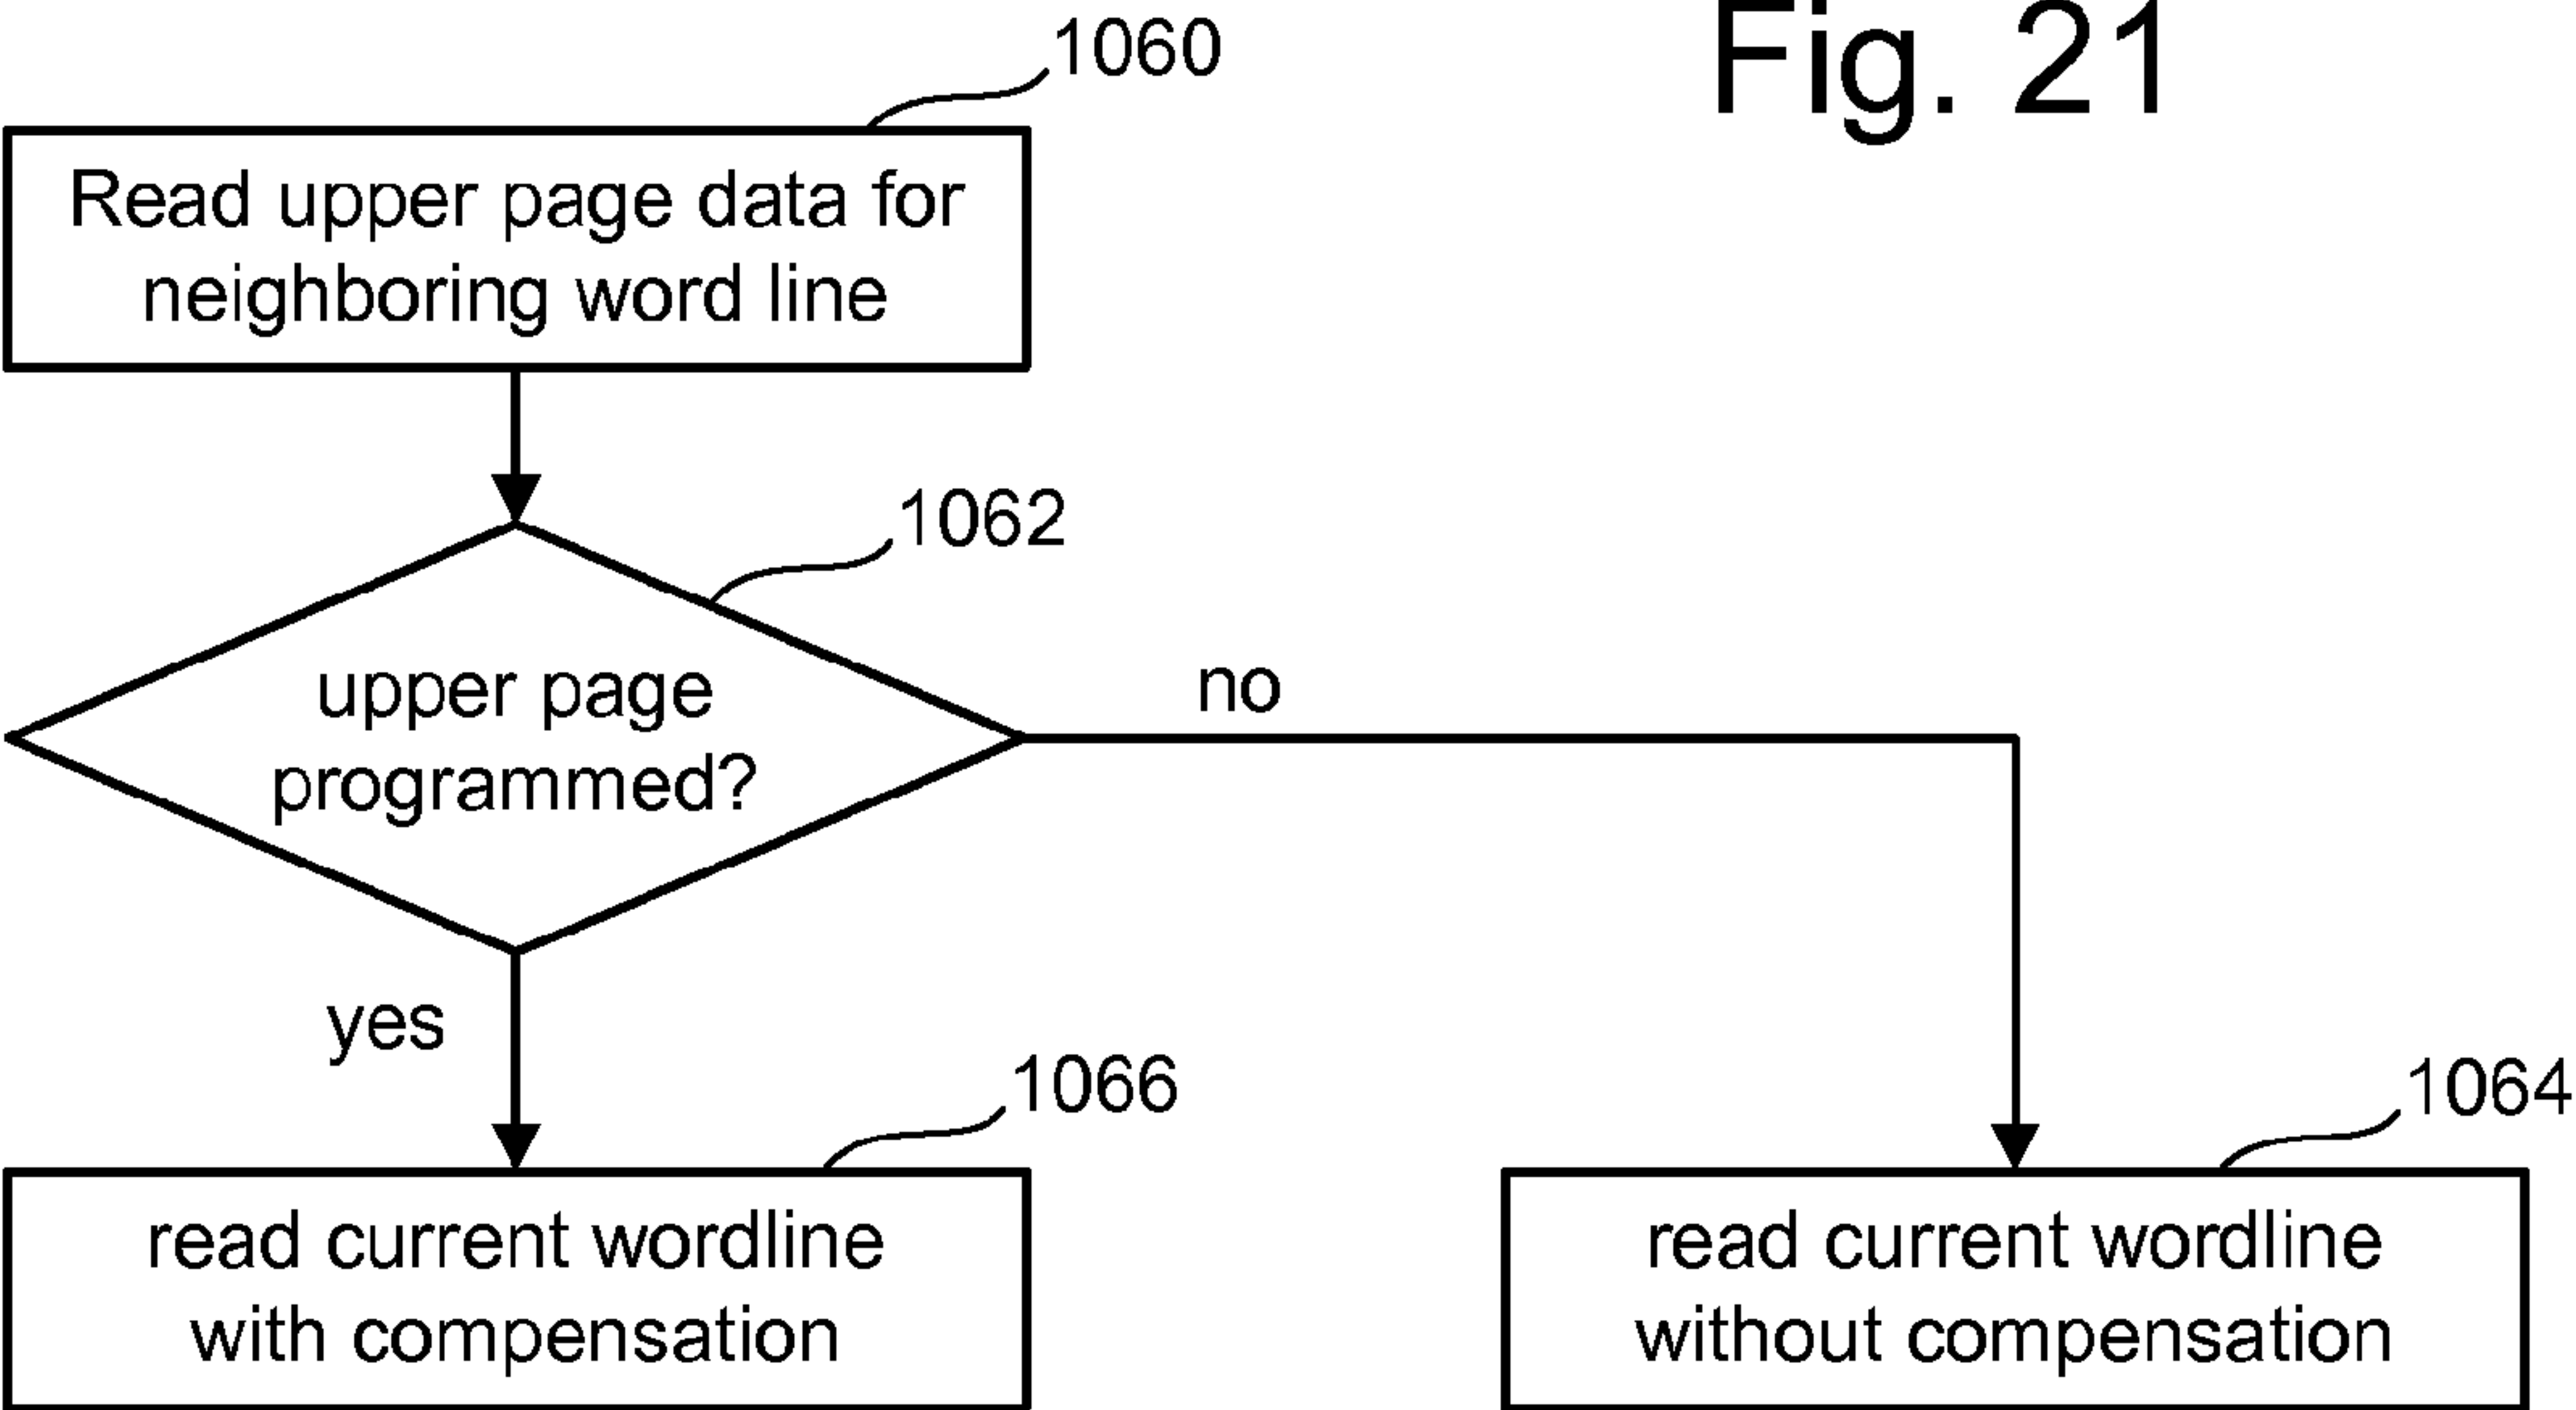 Fig. 21
1060
Read upper page data for
neighboring word line
1062
upper page
programmed?
no
yes
1066
1064
read current wordline
with compensation
read current wordline
without compensation